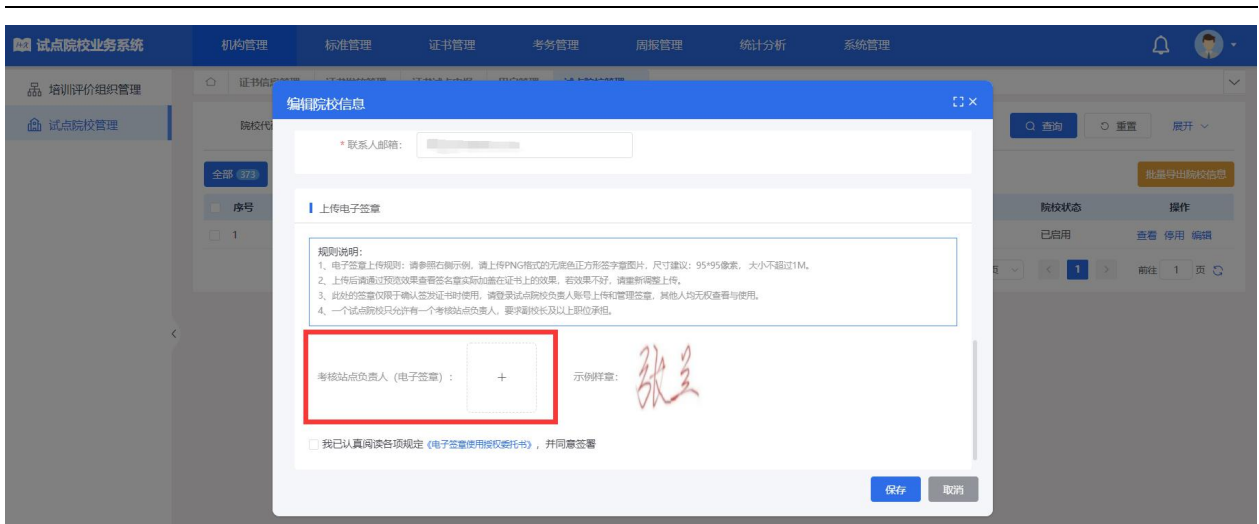 试点院校业务系统 机构管理 标准管理 证书管理 考务管理 周报管理 统计分析 系统管理
培训评价组织管理
试点院校管理
编辑院校信息
院校代
查询 重置 展开
* 联系人邮箱：
全部 373
批量导出院校信息
序号 院校状态 操作
上传电子签章
1 已启用 查看 停用 编辑
规则说明：
1、电子签章上传规则：请参照右侧示例，请上传PNG格式的无底色正方形签字章图片，尺寸建议：95*95像素， 大小不超过1M。
2、上传后请通过预览效果查看签名章实际加盖在证书上的效果，若效果不好，请重新调整上传。
3、此处的签章仅限于确认签发证书时使用，请登录试点院校负责人账号上传和管理签章，其他人均无权查看与使用。
4、一个试点院校只允许有一个考核站点负责人，要求副校长及以上职位承担。
页 1 前往 1 页
考核站点负责人（电子签章）： + 示例样章：
我已认真阅读各项规定《电子签章使用授权委托书》，并同意签署
保存 取消